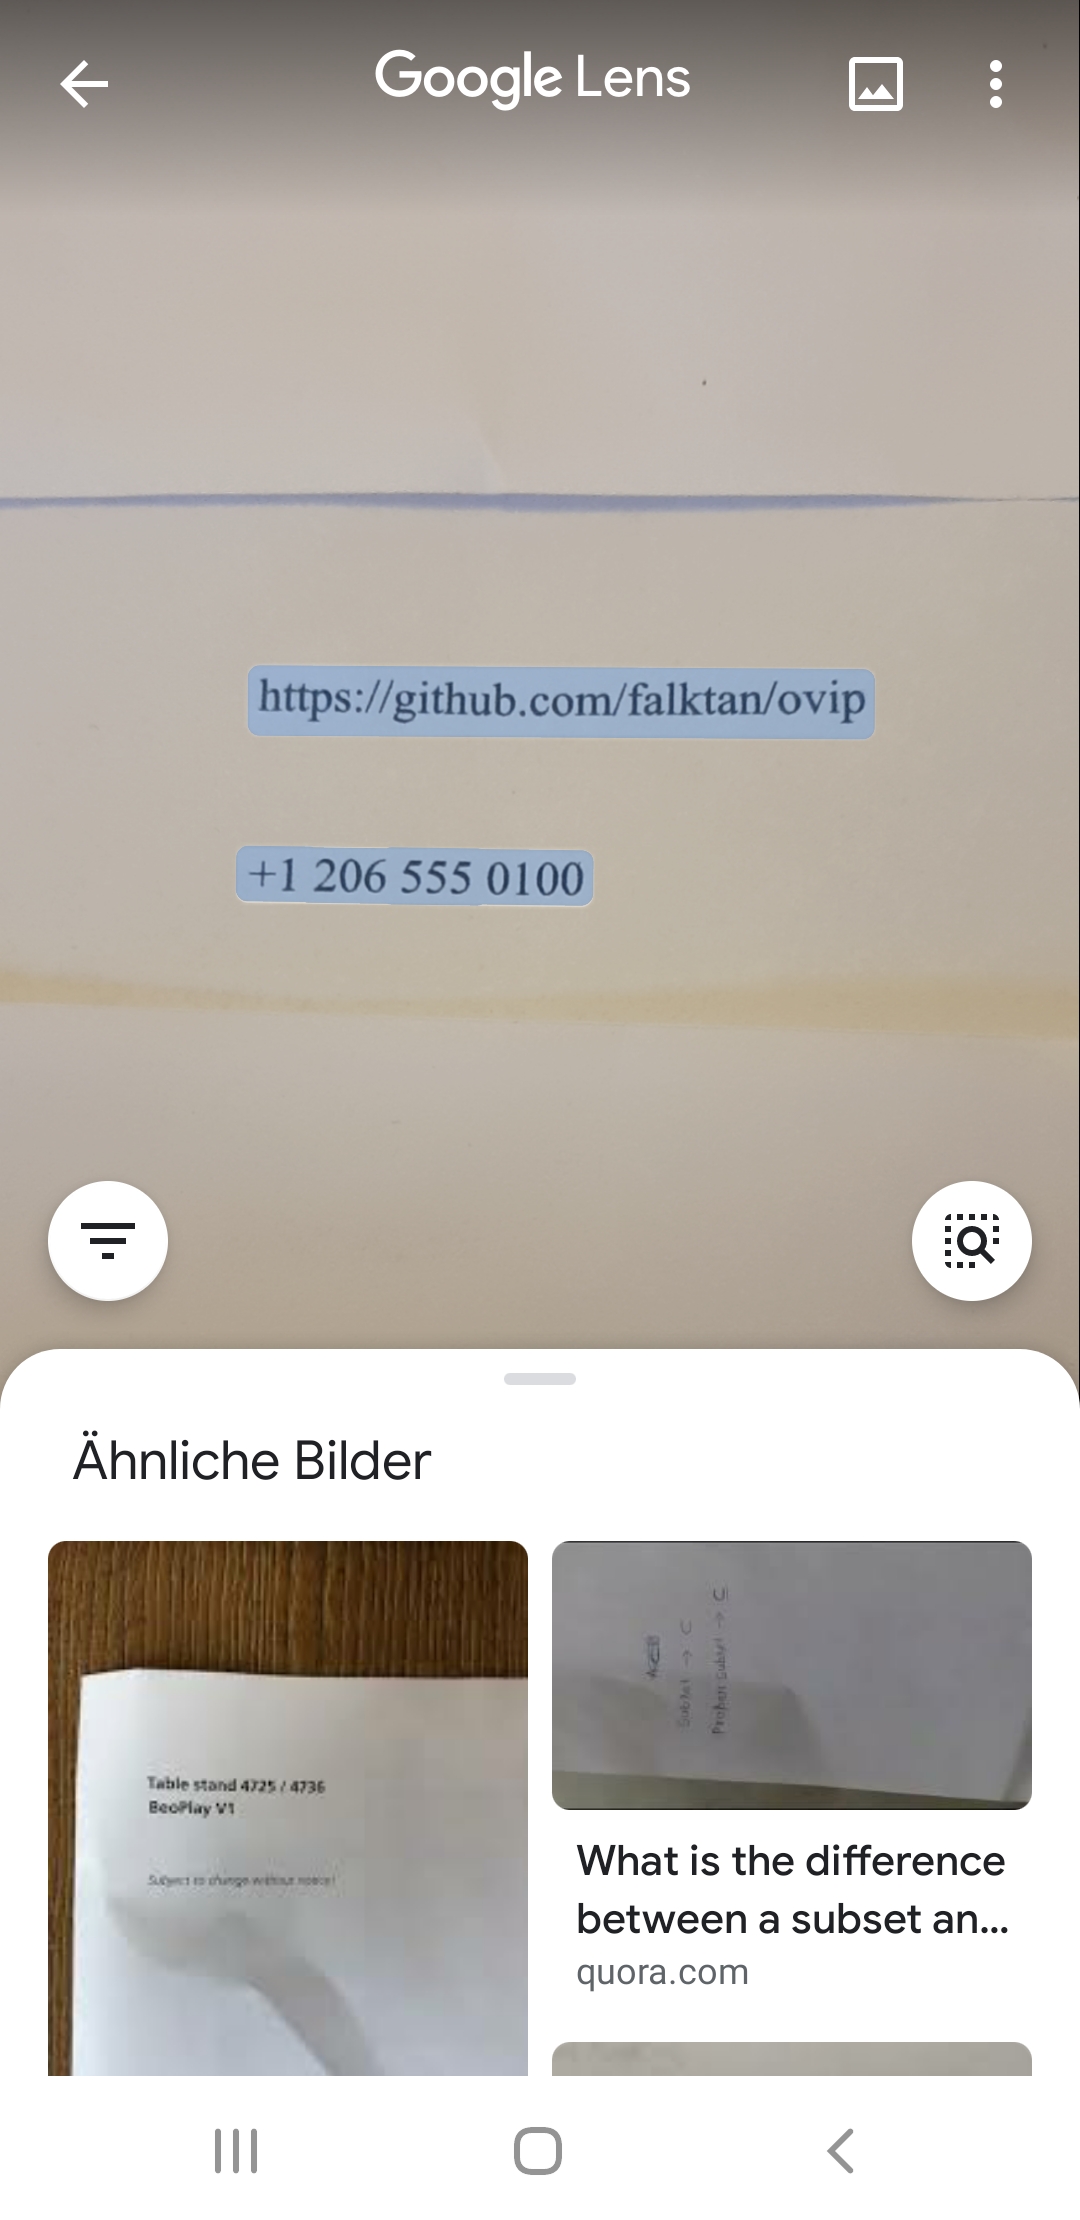 Google Lens
https://github.com/falktan/ovip
+1 206 555 0100
Ähnliche Bilder
Table stand 4725 / 4736
BeoPlay V1
Subject to change without notice!
Subset → C
Proper subset → C
What is the difference
between a subset an...
quora.com